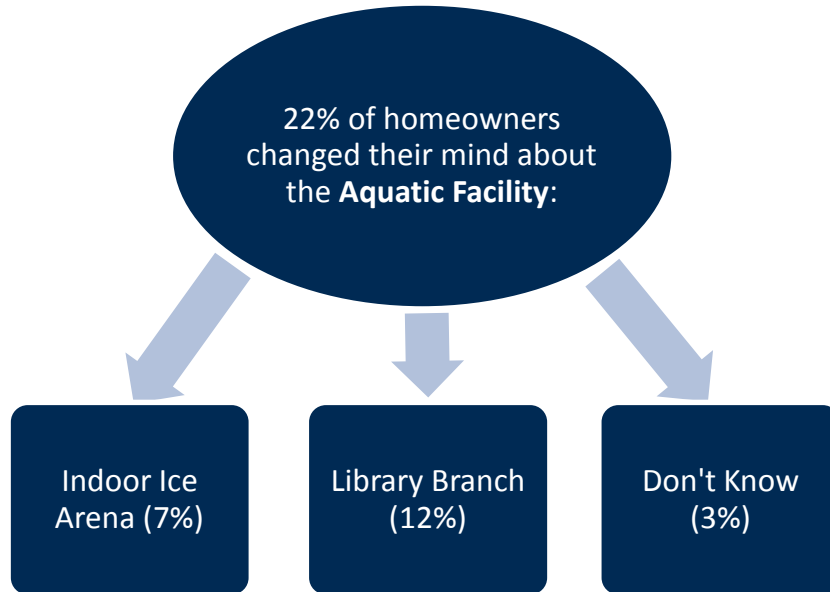 22% of homeowners
changed their mind about
the Aquatic Facility:
Indoor Ice
Arena (7%)
Library Branch
(12%)
Don't Know
(3%)